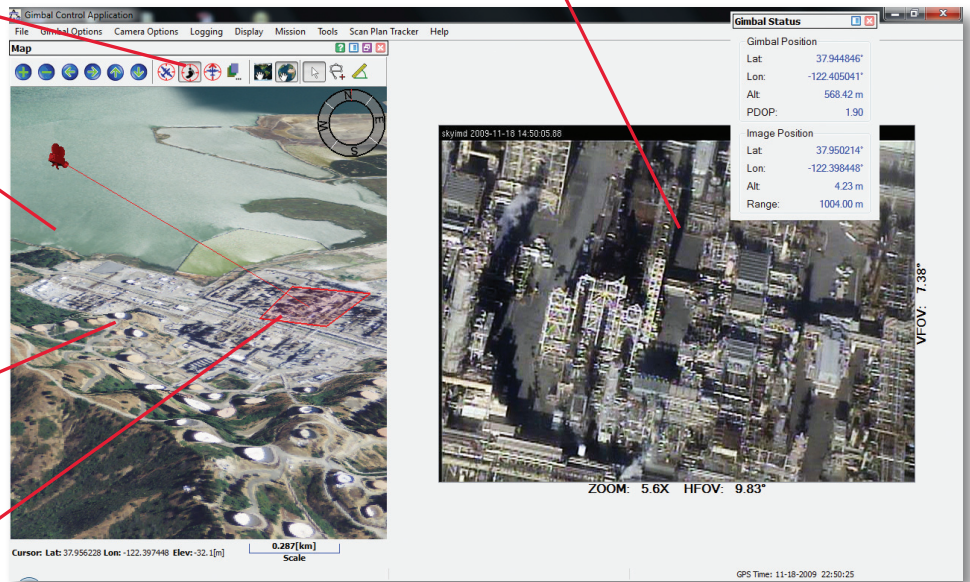 Gimbal Control Application
File Gimbal Options Camera Options Logging Display Mission Tools Scan Plan Tracker Help
Map
N
E
S
W
Cursor: Lat: 37.956228 Lon: -122.397448 Elev:-32.1[m]
0.287[km]
Scale
skyimd 2009-11-18 14:50:05.88
ZOOM: 5.6X HFOV: 9.83°
VFOV: 7.38°
Gimbal Status
Gimbal Position
Lat: 37.944846°
Lon: -122.405041°
Alt: 568.42 m
PDOP: 1.90
Image Position
Lat: 37.950214°
Lon: -122.398448°
Alt: 4.23 m
Range: 1004.00 m
GPS Time: 11-18-2009 22:50:25